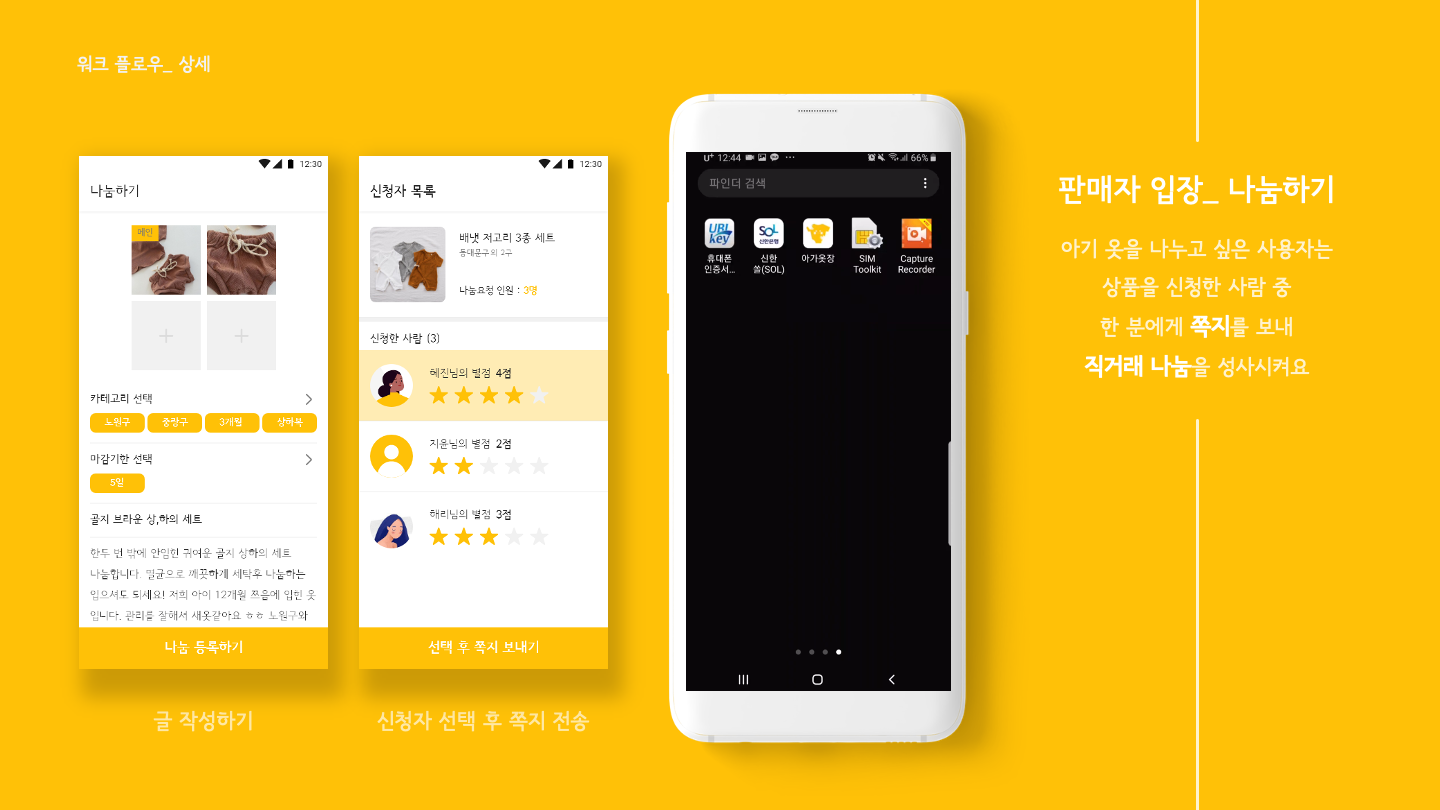 워크 플로우_ 상세
12:30
나눔하기
메인
카테고리 선택
노원구 중랑구 3개월 상하복
마감기한 선택
5일
골지 브라운 상,하의 세트
한두 번 밖에 안입힌 귀여운 골지 상하의 세트
나눔합니다. 멸균으로 깨끗하게 세탁후 나눔하는
입으셔도 되세요! 저희 아이 12개월 쯔음에 입힌 옷
입니다. 관리를 잘해서 새옷같아요 ㅎㅎ 노원구와
나눔 등록하기
글 작성하기
12:30
신청자 목록
배냇 저고리 3종 세트
동대문구외 2구
나눔요청 인원 : 3명
신청한 사람 (3)
혜진님의 별점 4점
지윤님의 별점 2점
해리님의 별점 3점
선택 후 쪽지 보내기
신청자 선택 후 쪽지 전송
U+ 12:44 66%
파인더 검색
UBI key
SOL
신한은행
휴대폰 인증서...
신한 쏠(SOL)
아가옷장
SIM Toolkit
Capture Recorder
판매자 입장_ 나눔하기
아기 옷을 나누고 싶은 사용자는
상품을 신청한 사람 중
한 분에게 쪽지를 보내
직거래 나눔을 성사시켜요